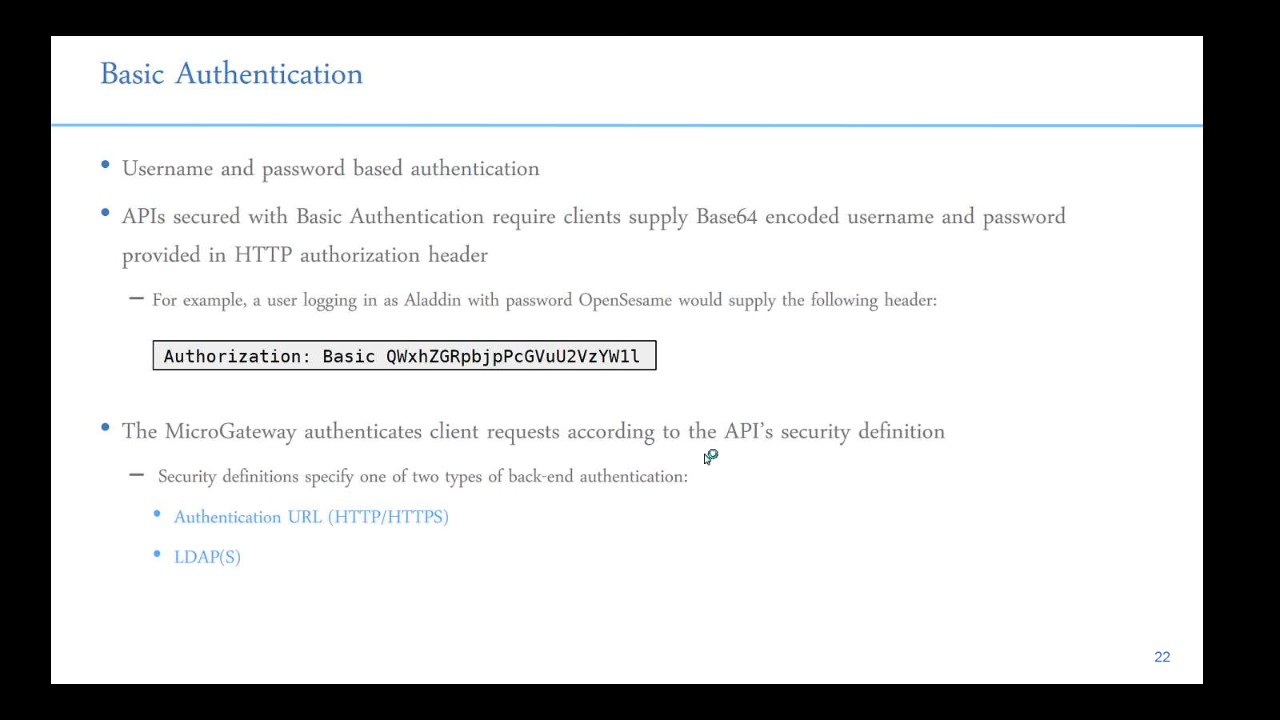 Basic Authentication
• Username and password based authentication
• APIs secured with Basic Authentication require clients supply Base64 encoded username and password
provided in HTTP authorization header
– For example, a user logging in as Aladdin with password OpenSesame would supply the following header:
Authorization: Basic QWxhZGRpbjpPcGVuU2VzYW1l
• The MicroGateway authenticates client requests according to the API's security definition
– Security definitions specify one of two types of back-end authentication:
• Authentication URL (HTTP/HTTPS)
• LDAP(S)
22